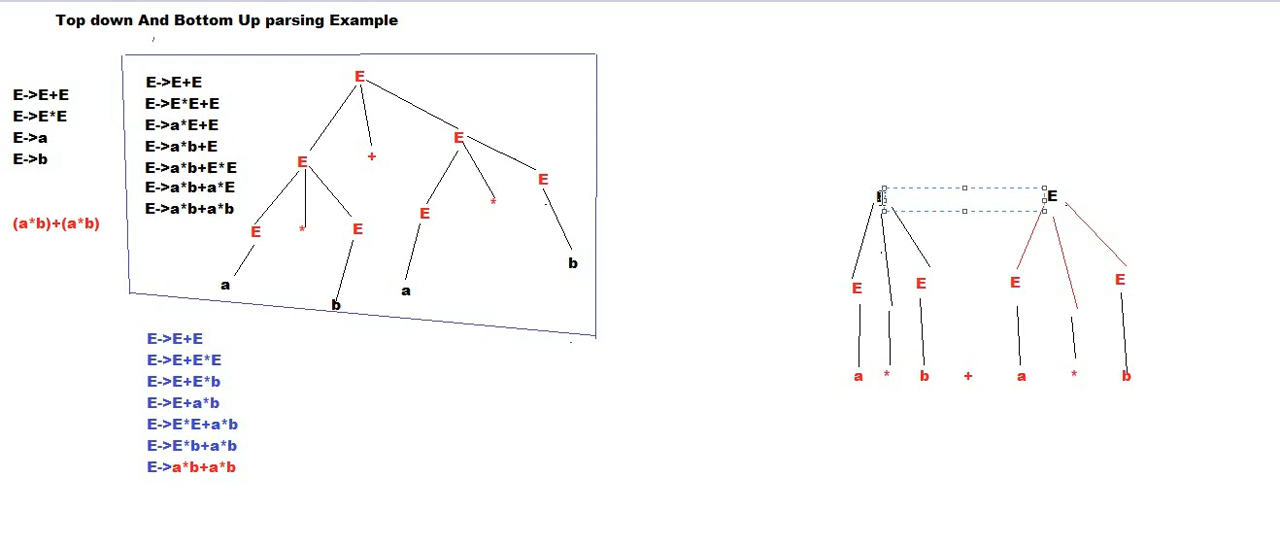 Top down And Bottom Up parsing Example
E->E+E
E->E*E
E->a
E->b
(a*b)+(a*b)
E->E+E
E->E*E+E
E->a*E+E
E->a*b+E
E->a*b+E*E
E->a*b+a*E
E->a*b+a*b
E
E + E
E
E * E
E *
a b
a b
E->E+E
E->E+E*E
E->E+E*b
E->E+a*b
E->E*E+a*b
E->E*b+a*b
E->a*b+a*b
E
E E E E
a * b + a * b